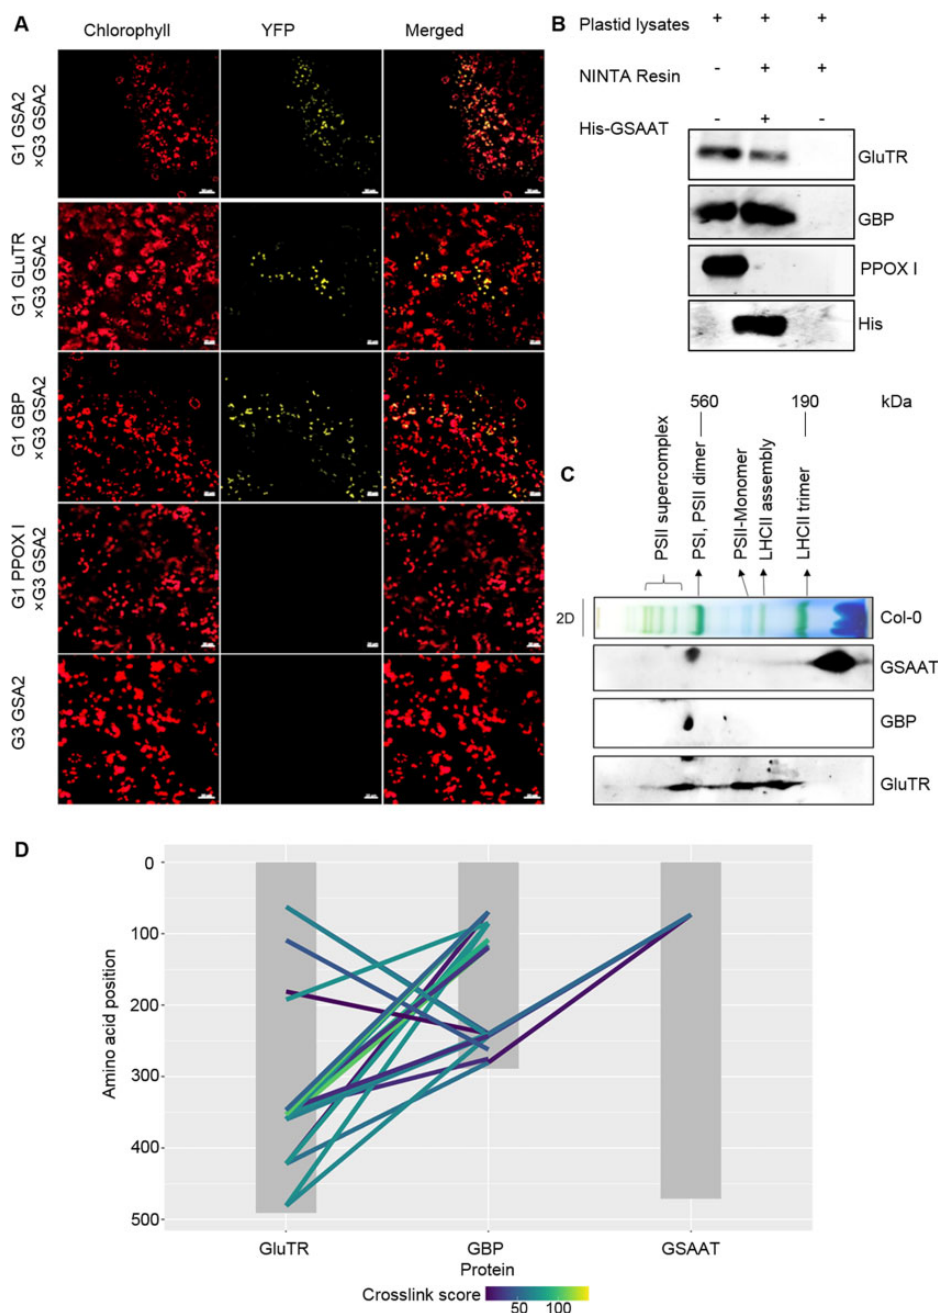 A
Chlorophyll YFP Merged
G1 GSA2
×G3 GSA2
G1 GLuTR
×G3 GSA2
G1 GBP
×G3 GSA2
G1 PPOX I
×G3 GSA2
G3 GSA2
B
Plastid lysates + + +
NINTA Resin - + +
His-GSAAT - + -
GluTR
GBP
PPOX I
His
C
560 190 kDa
PSII supercomplex
PSI, PSII dimer
PSII-Monomer
LHCII assembly
LHCII trimer
2D
Col-0
GSAAT
GBP
GluTR
D
Amino acid position
0
100
200
300
400
500
GluTR GBP GSAAT
Protein
Crosslink score
50 100